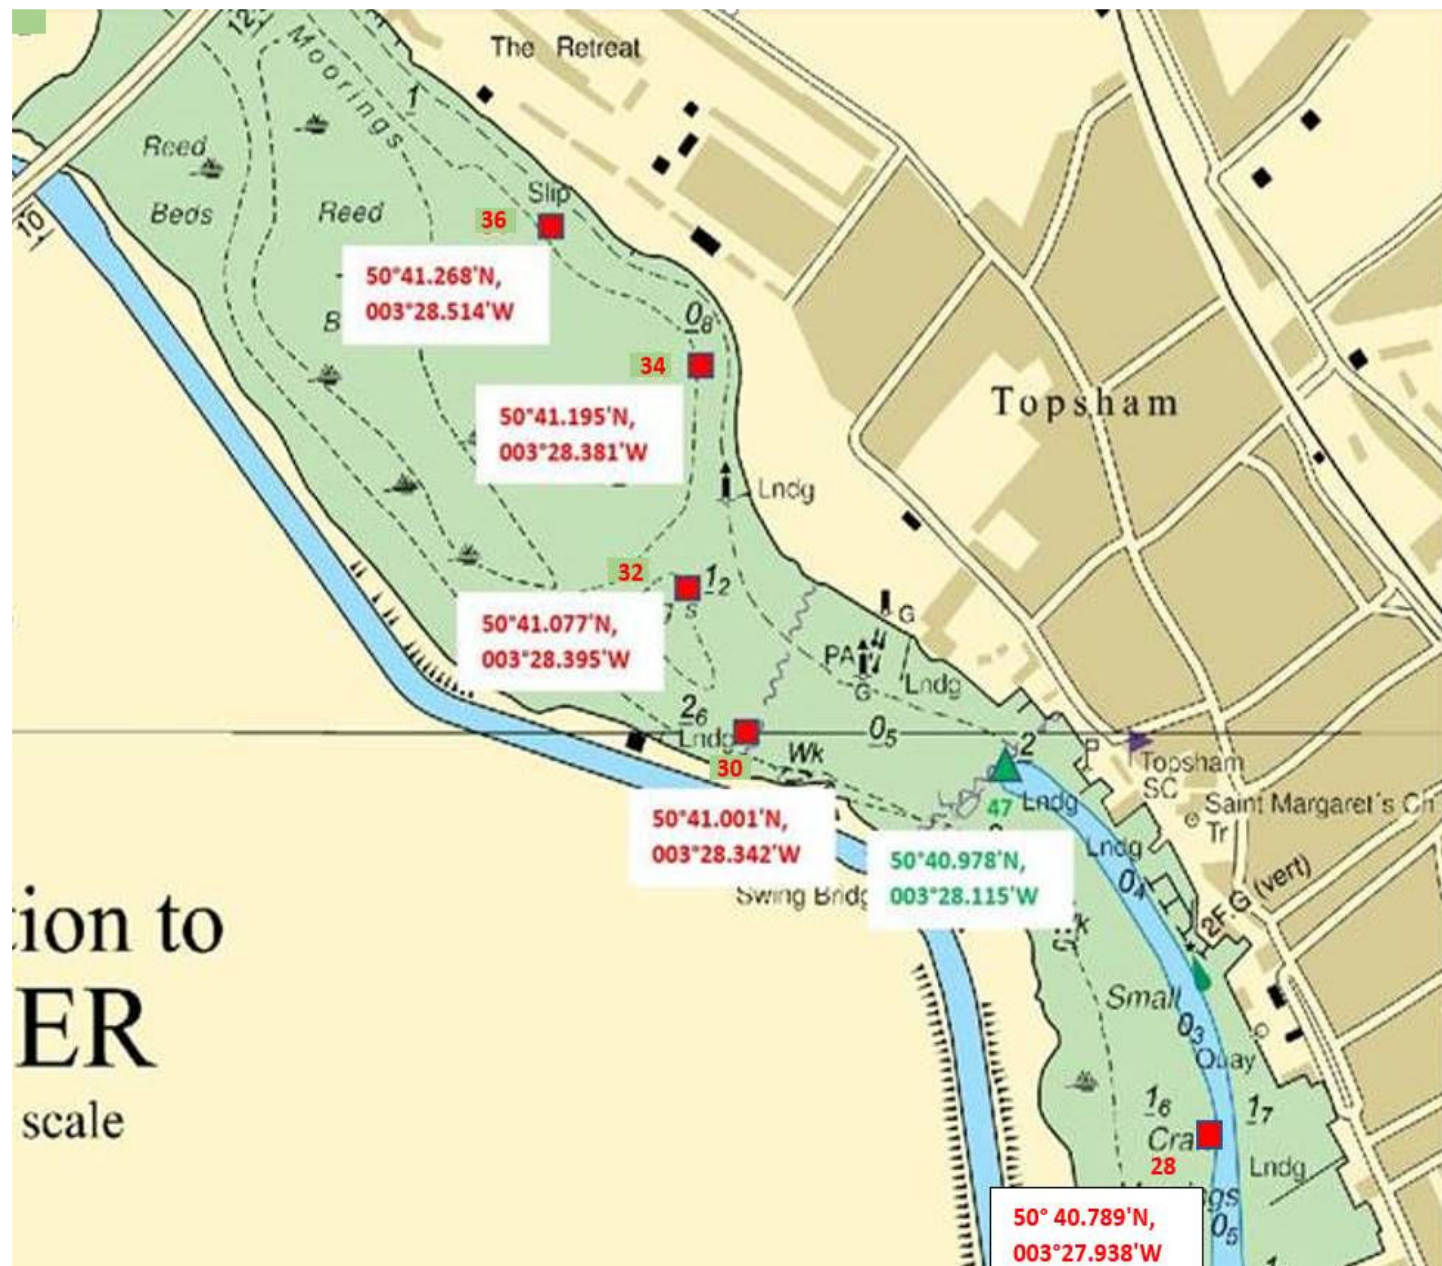 12
Moorings
The Retreat
1
Reed
Beds
Reed
Slip
36
10
50°41.268'N,
003°28.514'W
B
0₈
34
50°41.195'N,
003°28.381'W
Topsham
Lndg
32
1₂
50°41.077'N,
003°28.395'W
s
G
PA
G
Lndg
2₆
Lndg
0₅
2
30
Wk
Topsham
SC
47
Lndg
Saint Margaret's Ch
Tr
50°41.001'N,
003°28.342'W
50°40.978'N,
003°28.115'W
Lndg
0₄
Swing Bridg
2F.G (vert)
k
tion to
ER
scale
Small
0₃
Quay
1₆
1₇
Cra
28
Lndg
gs
0₅
50° 40.789'N,
003°27.938'W